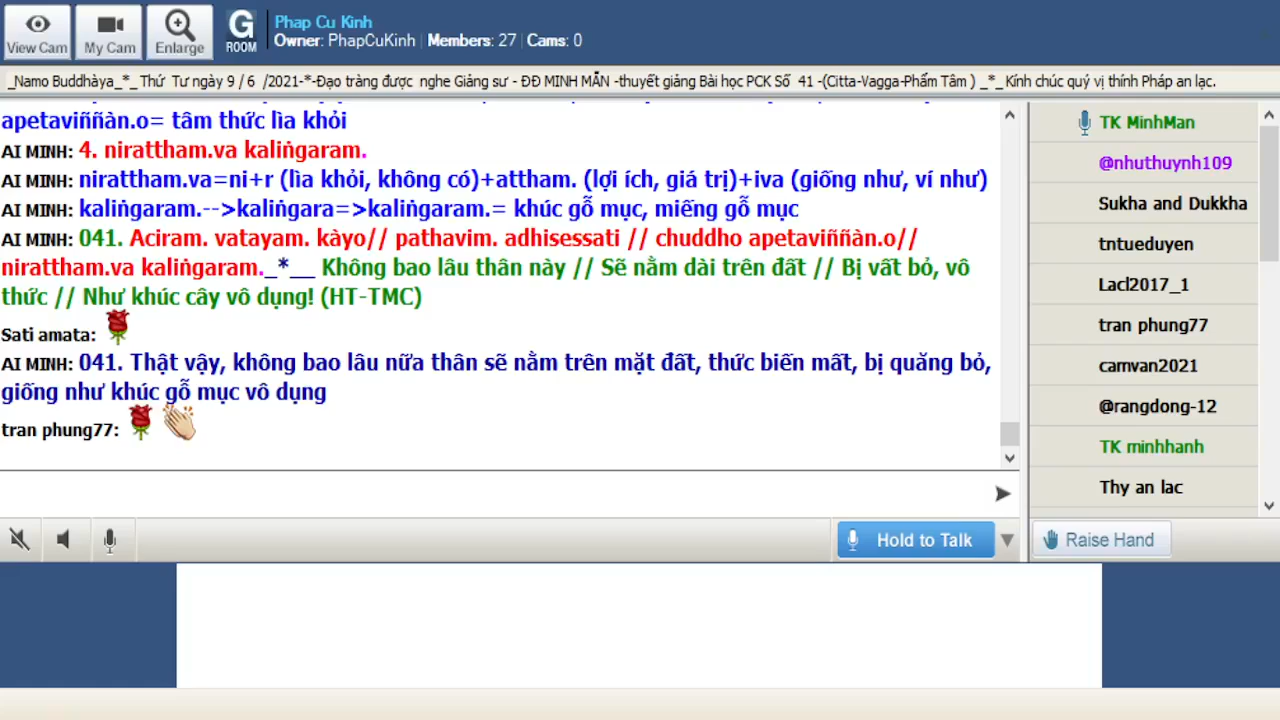 View Cam
My Cam
Enlarge
G
ROOM
Phap Cu Kinh
Owner: PhapCuKinh | Members: 27 | Cams: 0
_Namo Buddhàya_*_Thứ Tư ngày 9 / 6 /2021-*-Đạo tràng được nghe Giảng sư - ĐĐ MINH MẪN -thuyết giảng Bài học PCK Số 41 -(Citta-Vagga-Phẩm Tâm ) _*_Kính chúc quý vị thính Pháp an lạc.
apetaviññàn.o= tâm thức lìa khỏi
AI MINH: 4. nirattham.va kaliṅgaram.
AI MINH: nirattham.va=ni+r (lìa khỏi, không có)+attham. (lợi ích, giá trị)+iva (giống như, ví như)
AI MINH: kaliṅgaram.-->kaliṅgara=>kaliṅgaram.= khúc gỗ mục, miếng gỗ mục
AI MINH: 041. Aciram. vatayam. kàyo// pathavim. adhisessati // chuddho apetaviññàn.o//
nirattham.va kaliṅgaram._*__ Không bao lâu thân này // Sẽ nằm dài trên đất // Bị vất bỏ, vô
thức // Như khúc cây vô dụng! (HT-TMC)
Sati amata:
AI MINH: 041. Thật vậy, không bao lâu nữa thân sẽ nằm trên mặt đất, thức biến mất, bị quăng bỏ,
giống như khúc gỗ mục vô dụng
tran phung77:
TK MinhMan
@nhuthuynh109
Sukha and Dukkha
tntueduyen
Lacl2017_1
tran phung77
camvan2021
@rangdong-12
TK minhhanh
Thy an lac
Hold to Talk
Raise Hand